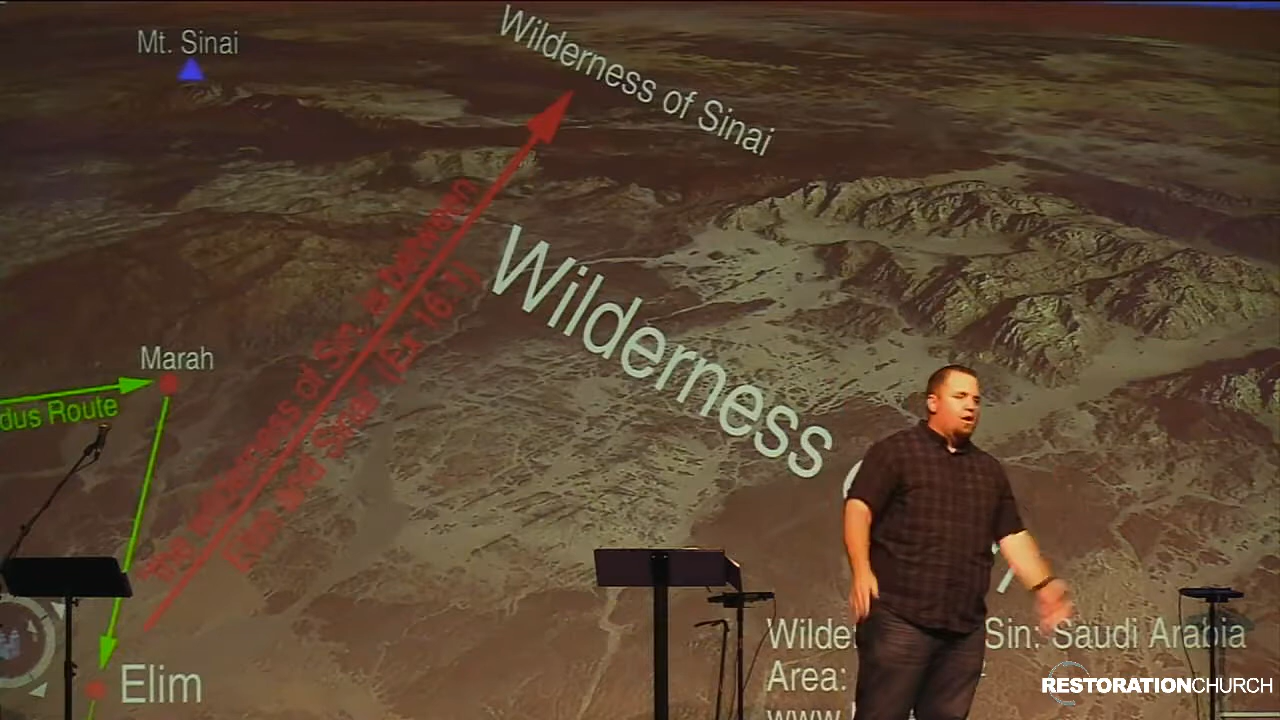 Mt. Sinai
Wilderness of Sinai
"the wilderness of Sin, is between
Elim and Sinai" (Ex 16:1)
Wilderness
Marah
dus Route
Elim
Sin: Saudi Arabia
Area:
RESTORATIONCHURCH